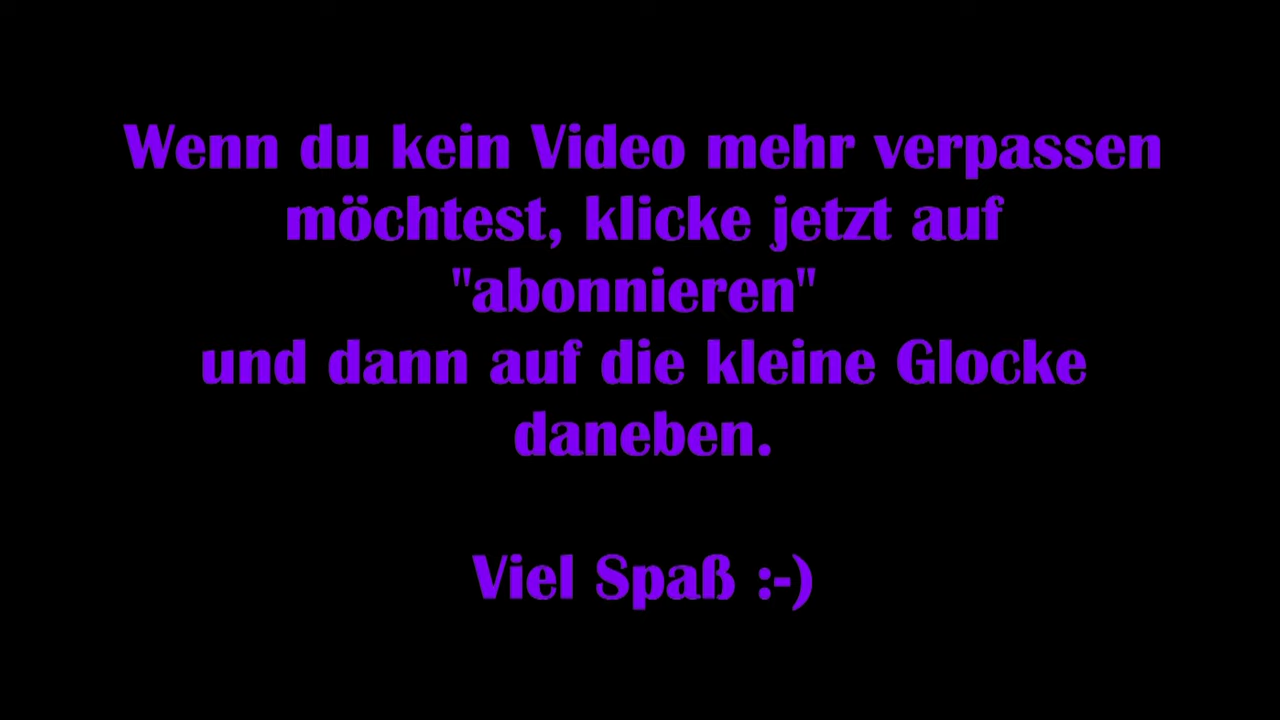 Wenn du kein Video mehr verpassen
möchtest, klicke jetzt auf
"abonnieren"
und dann auf die kleine Glocke
daneben.
Viel Spaß :-)